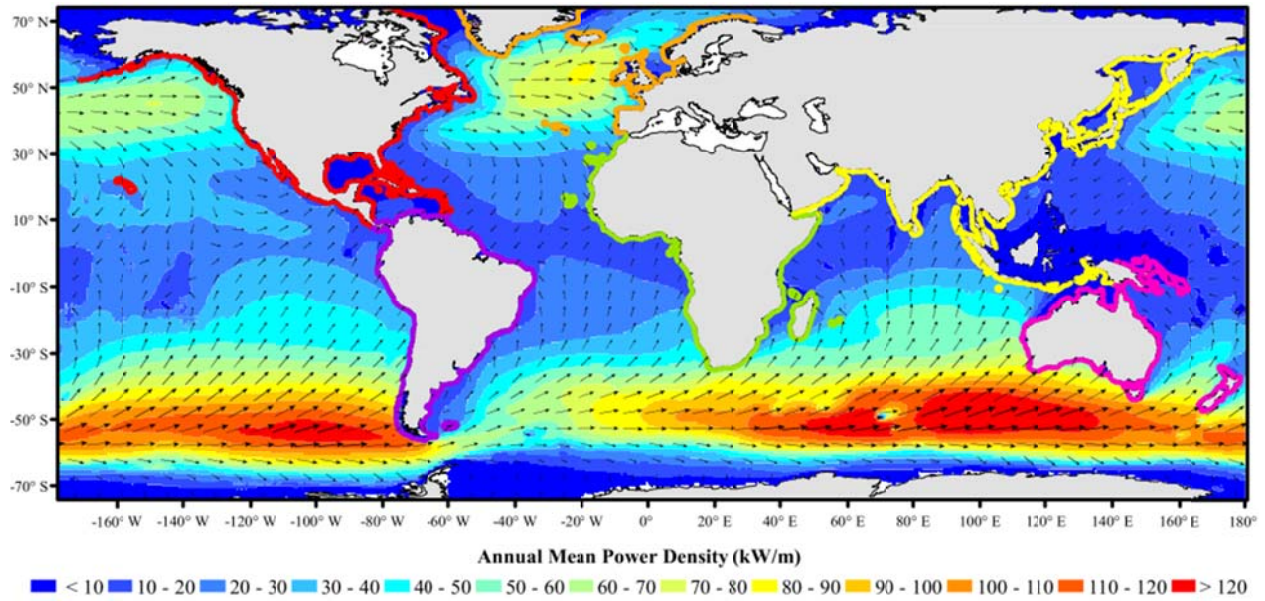 70° N
50° N
30° N
10° N
-10° S
-30° S
-50° S
-70° S
-160° W -140° W -120° W -100° W -80° W -60° W -40° W -20° W 0° 20° E 40° E 60° E 80° E 100° E 120° E 140° E 160° E 180°
Annual Mean Power Density (kW/m)
< 10 10 - 20 20 - 30 30 - 40 40 - 50 50 - 60 60 - 70 70 - 80 80 - 90 90 - 100 100 - 110 110 - 120 > 120